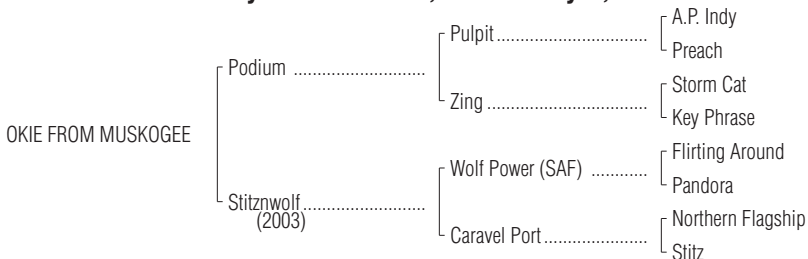 A.P. Indy
Pulpit..............................
Preach
Podium ............................
Storm Cat
Zing................................
Key Phrase
OKIE FROM MUSKOGEE
Flirting Around
Wolf Power (SAF) ............
Pandora
Stitznwolf..........................
(2003)
Northern Flagship
Caravel Port.....................
Stitz